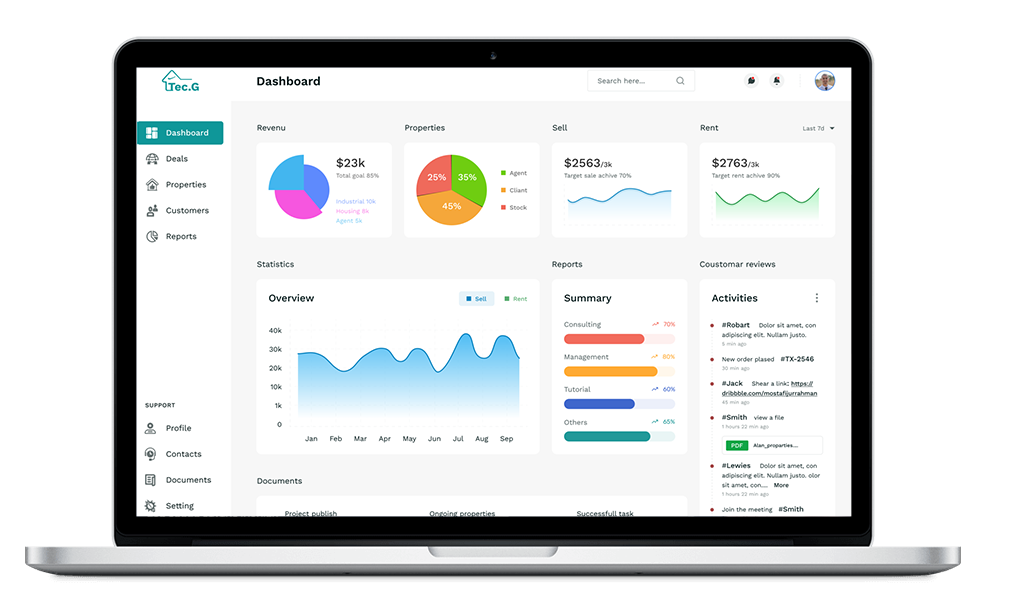 Tec.G
Dashboard
Search here...
Dashboard
Deals
Properties
Customers
Reports
SUPPORT
Profile
Contacts
Documents
Setting
Revenu
$23k
Total goal 85%
Industrial 10k
Housing 8k
Agent 5k
Properties
25%
35%
45%
Agent
Cliant
Stock
Sell
$2563/3k
Target sale achive 70%
Rent
Last 7d
$2763/3k
Target rent achive 90%
Statistics
Overview
Sell
Rent
40k
30k
20k
10k
1k
0
Jan Feb Mar Apr May Jun Jul Aug Sep
Reports
Summary
Consulting 70%
Management 80%
Tutorial 60%
Others 65%
Coustomar reviews
Activities
#Robart Dolor sit amet, con
adipiscing elit. Nullam justo.
5 min ago
New order plased #TX-2546
30 min ago
#Jack Shear a link: https://
dribbble.com/mostafijurrahman
45 min ago
#Smith view a file
1 hours 22 min ago
PDF Alan_proparties...
#Lewies Dolor sit amet, con
adipiscing elit. Nullam justo. olor
sit amet, con.... More
1 hours 22 min ago
Join the meeting #Smith
Documents
Project publish
Ongoing properties
Successfull task